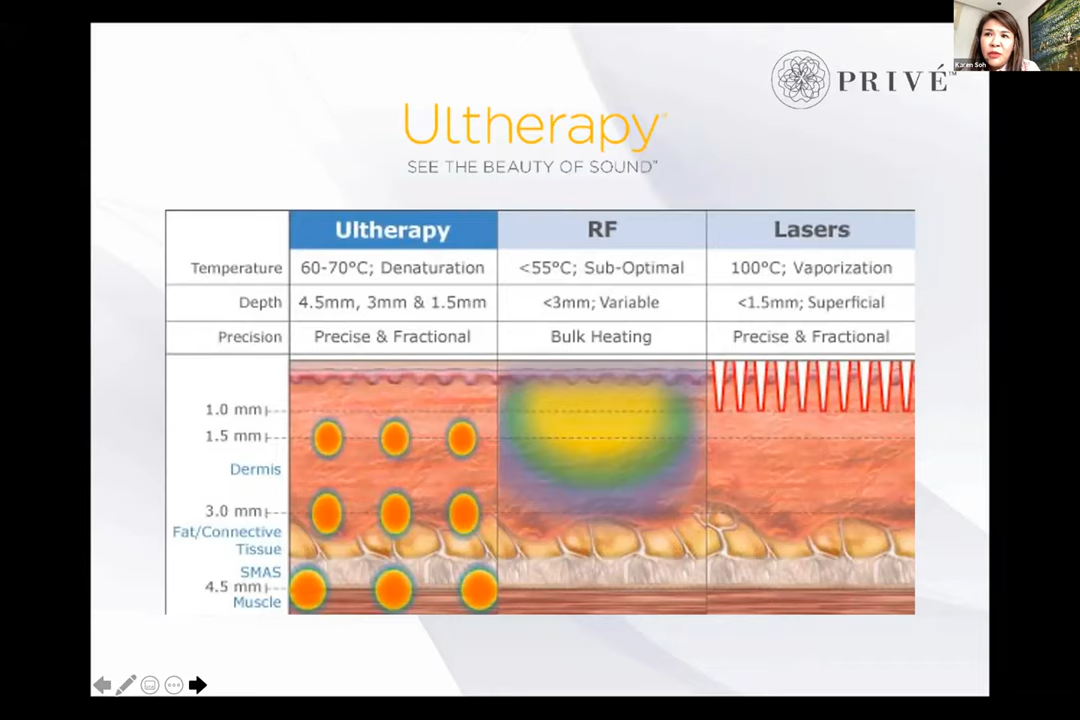 Karen Soh
PRIVÉ™
Ultherapy®
SEE THE BEAUTY OF SOUND™
Ultherapy RF Lasers
Temperature 60-70°C; Denaturation <55°C; Sub-Optimal 100°C; Vaporization
Depth 4.5mm, 3mm & 1.5mm <3mm; Variable <1.5mm; Superficial
Precision Precise & Fractional Bulk Heating Precise & Fractional
1.0 mm
1.5 mm
Dermis
3.0 mm
Fat/Connective
Tissue
SMAS
4.5 mm
Muscle